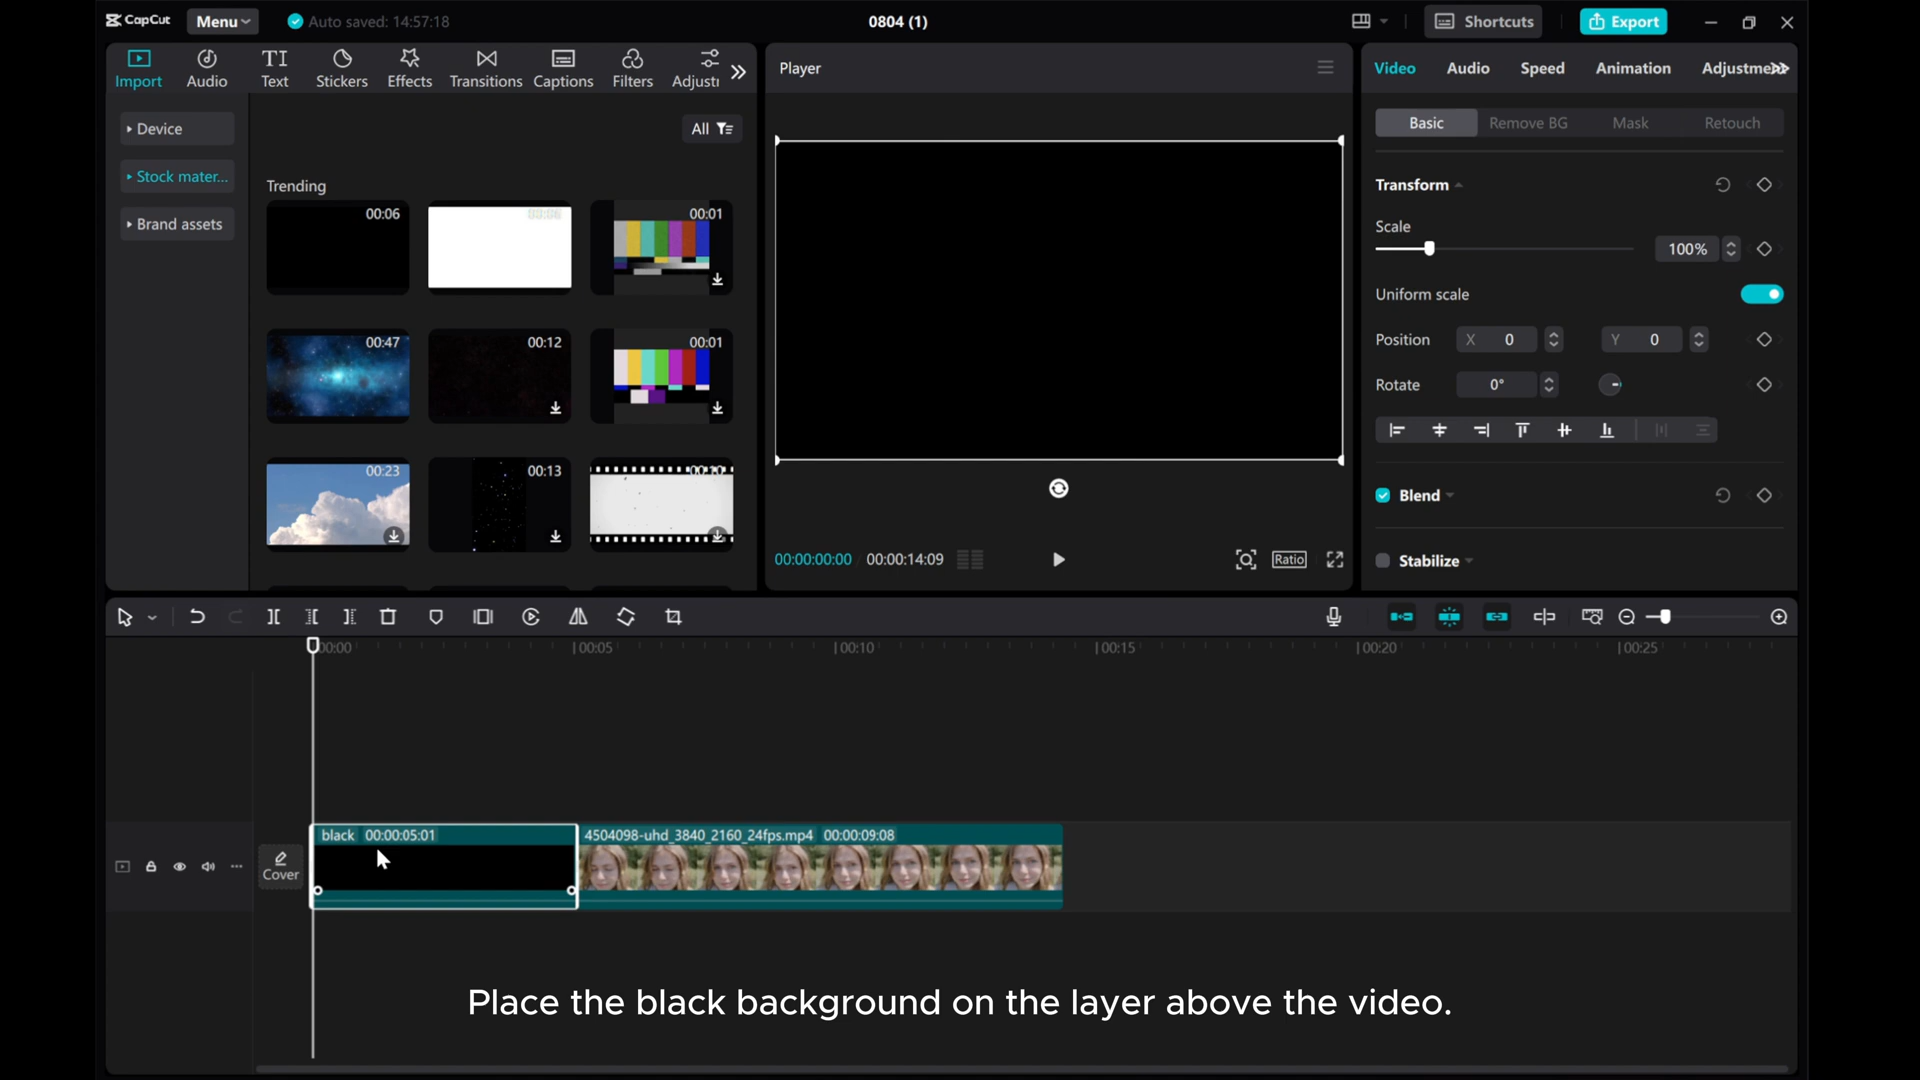 CapCut
Menu
Auto saved: 14:57:18
0804 (1)
Shortcuts
Export
Import
Audio
Text
Stickers
Effects
Transitions
Captions
Filters
Adjust
Device
Stock mater...
Brand assets
All
Trending
00:06
00:01
00:47
00:12
00:01
00:23
00:13
00:10
Player
00:00:00:00 00:00:14:09
Ratio
Video Audio Speed Animation Adjustment
Basic Remove BG Mask Retouch
Transform
Scale
100%
Uniform scale
Position X 0 Y 0
Rotate 0°
Blend
Stabilize
00:00 00:05 00:10 00:15 00:20 00:25
Cover
black 00:00:05:01
4504098-uhd_3840_2160_24fps.mp4 00:00:09:08
Place the black background on the layer above the video.